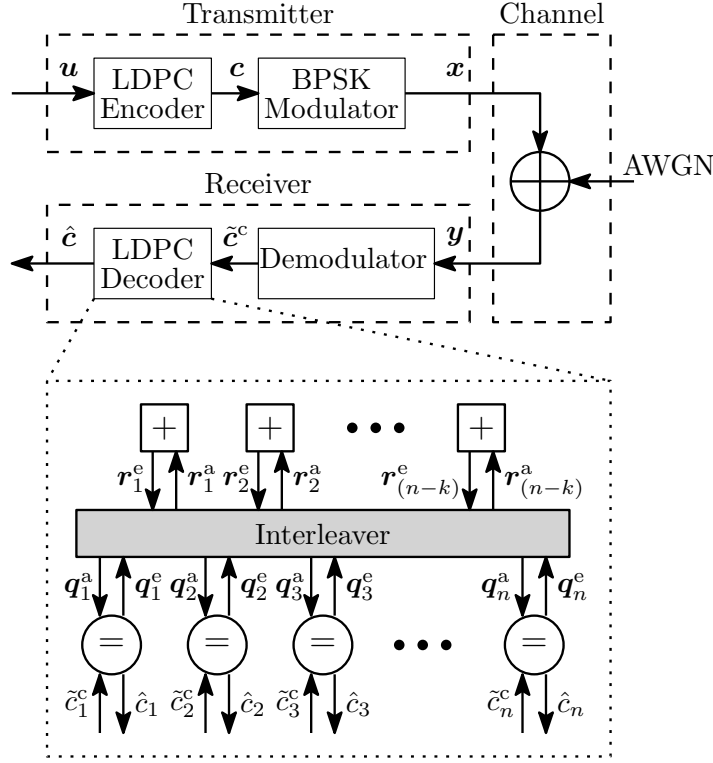 Transmitter
Channel
u
LDPC
Encoder
c
BPSK
Modulator
x
AWGN
Receiver
ĉ
LDPC
Decoder
c̃ᶜ
Demodulator
y
+ + +
r₁ᵉ r₁ᵃ r₂ᵉ r₂ᵃ r₍ₙ₋ₖ₎ᵉ r₍ₙ₋ₖ₎ᵃ
Interleaver
q₁ᵃ q₁ᵉ q₂ᵃ q₂ᵉ q₃ᵃ q₃ᵉ qₙᵃ qₙᵉ
= = = =
c̃₁ᶜ ĉ₁ c̃₂ᶜ ĉ₂ c̃₃ᶜ ĉ₃ c̃ₙᶜ ĉₙ